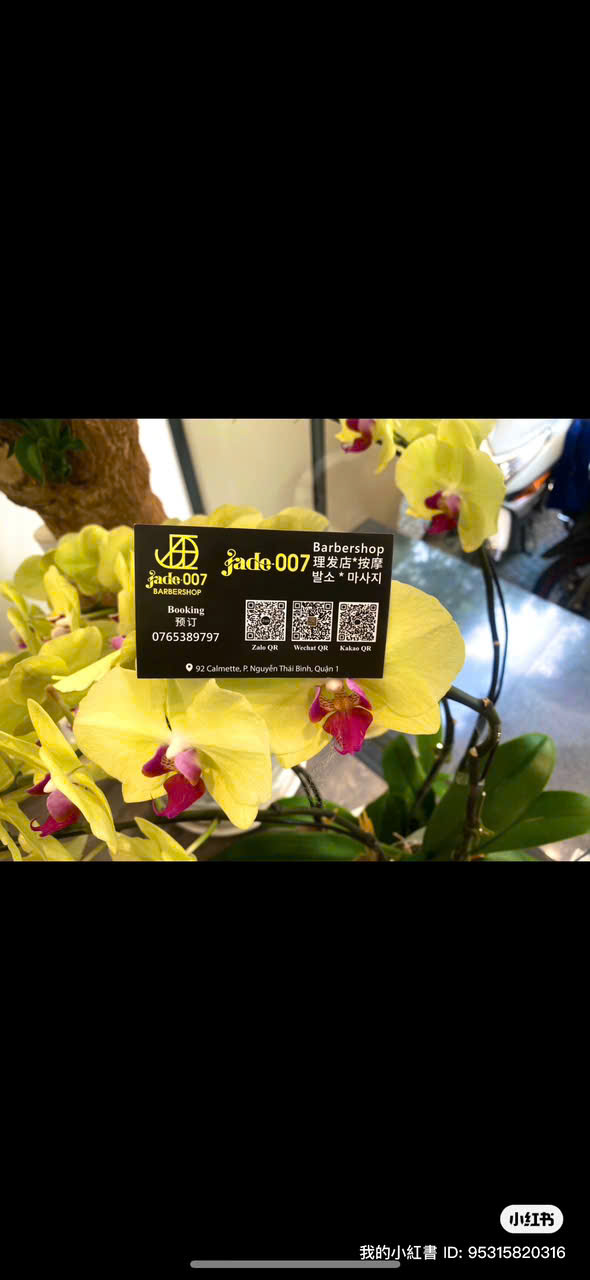 jade·007
BARBERSHOP
Booking
预订
0765389797
jade·007
Barbershop
理发店*按摩
발소 * 마사지
Zalo QR
Wechat QR
Kakao QR
92 Calmette, P. Nguyễn Thái Bình, Quận 1
小红书
我的小紅書 ID: 95315820316